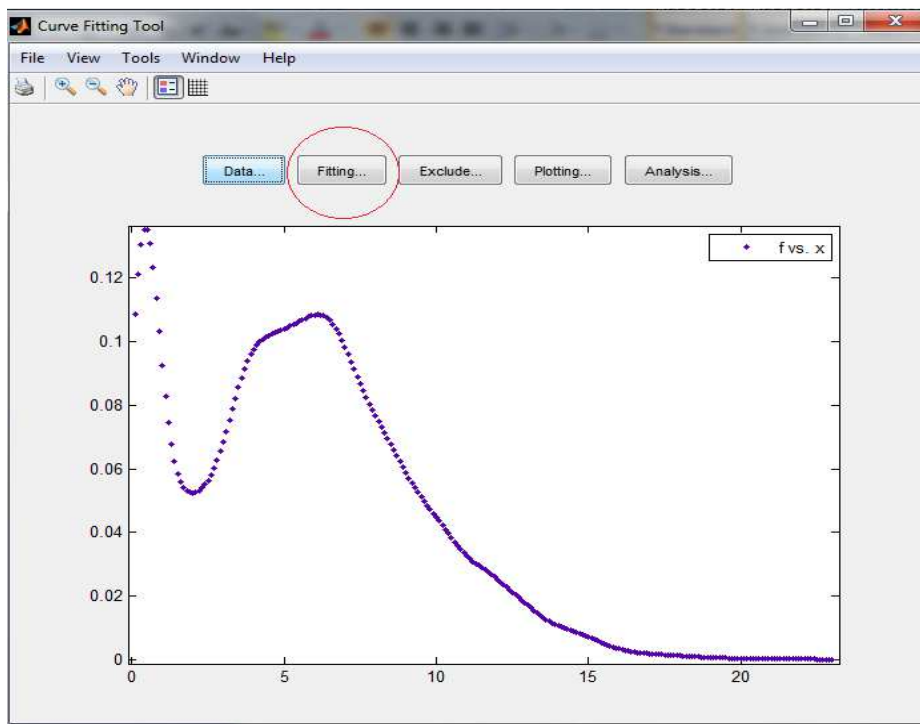 Curve Fitting Tool
File View Tools Window Help
Data... Fitting... Exclude... Plotting... Analysis...
f vs. x
0.12
0.1
0.08
0.06
0.04
0.02
0
0 5 10 15 20